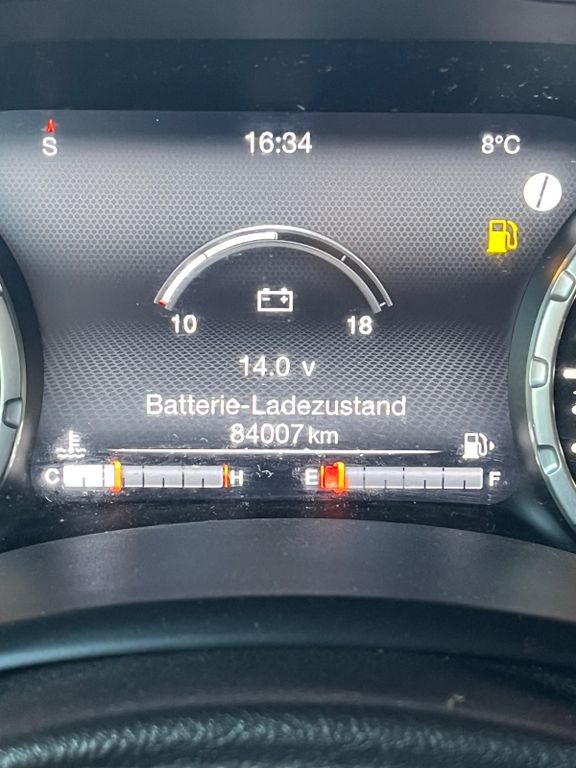 S 16:34 8°C
10 18
14.0 v
Batterie-Ladezustand
84007 km
C H E F